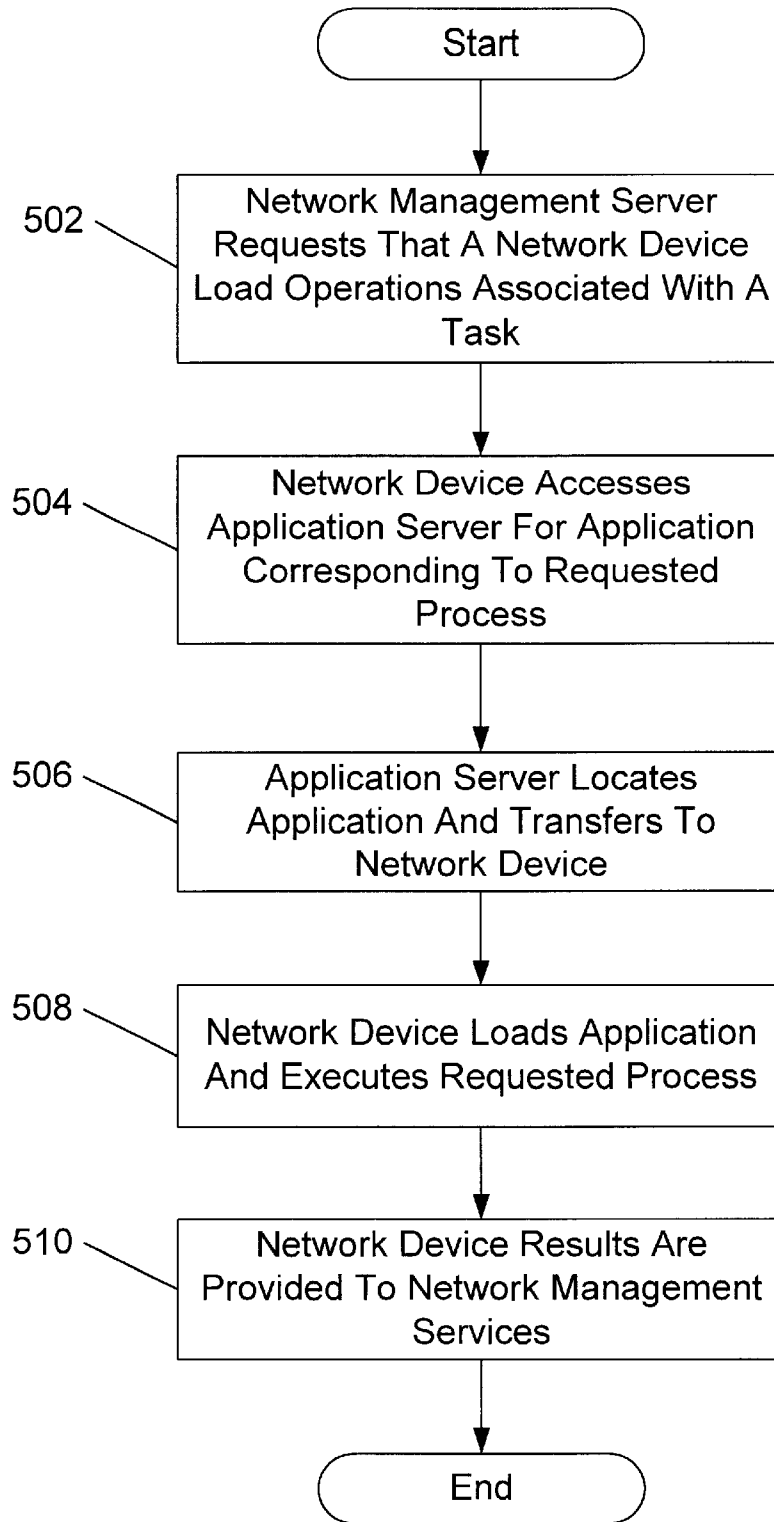 Start
502
Network Management Server
Requests That A Network Device
Load Operations Associated With A
Task
504
Network Device Accesses
Application Server For Application
Corresponding To Requested
Process
506
Application Server Locates
Application And Transfers To
Network Device
508
Network Device Loads Application
And Executes Requested Process
510
Network Device Results Are
Provided To Network Management
Services
End